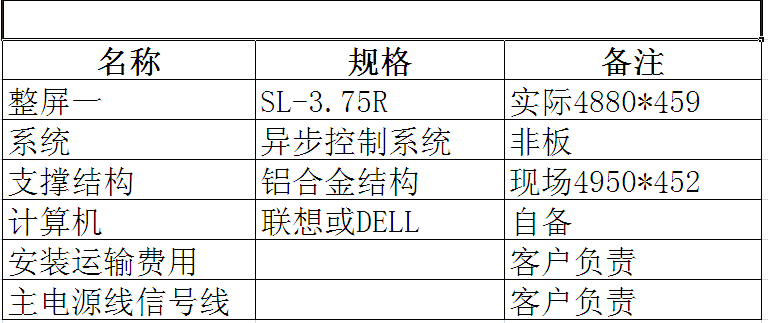 名称 规格 备注
整屏一 SL-3.75R 实际4880*459
系统 异步控制系统 非板
支撑结构 铝合金结构 现场4950*452
计算机 联想或DELL 自备
安装运输费用 客户负责
主电源线信号线 客户负责